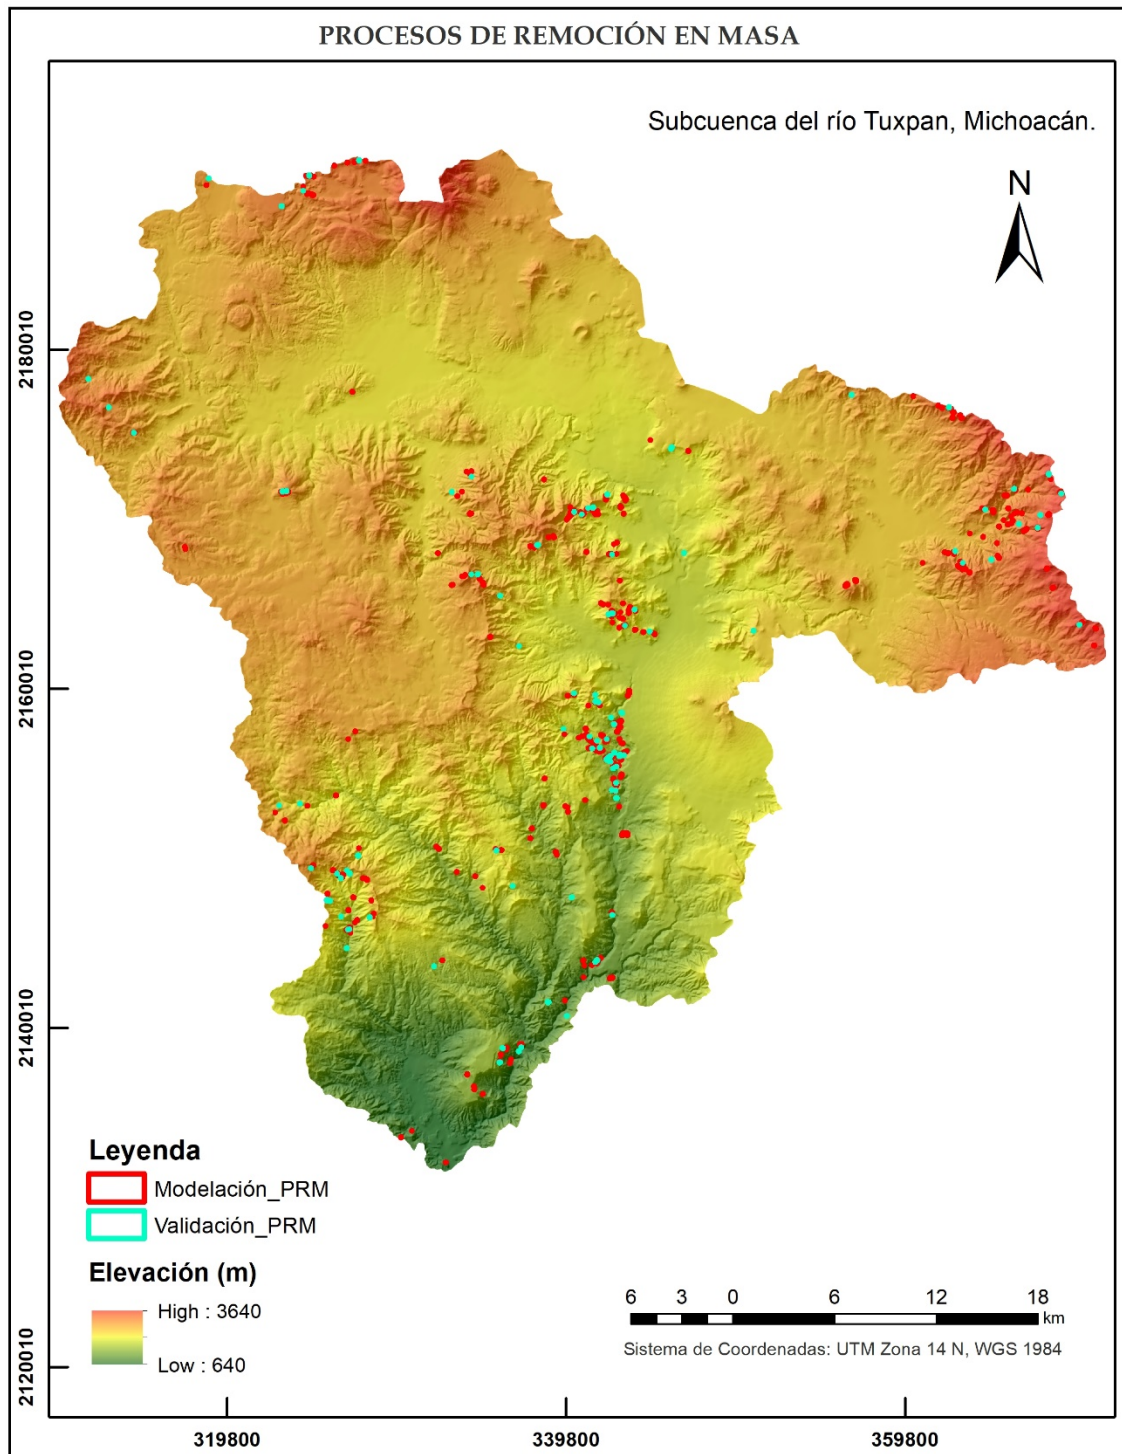 PROCESOS DE REMOCIÓN EN MASA
Subcuenca del río Tuxpan, Michoacán.
N
2180010
2160010
2140010
2120010
Leyenda
Modelación_PRM
Validación_PRM
Elevación (m)
High : 3640
Low : 640
6 3 0 6 12 18
km
Sistema de Coordenadas: UTM Zona 14 N, WGS 1984
319800 339800 359800